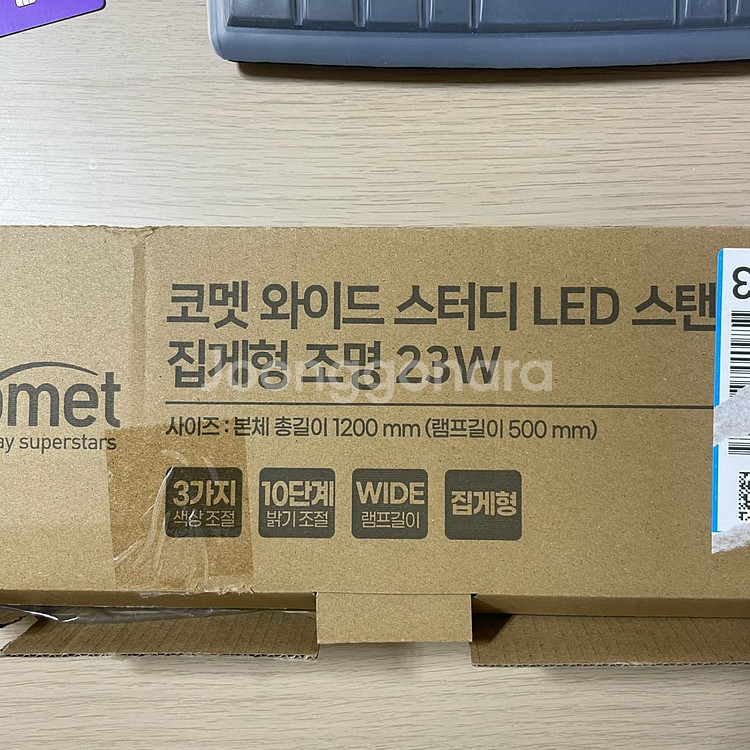 코멧 와이드 스터디 LED 스탠
집게형 조명 23W
Joonggonara
omet
ay superstars
사이즈 : 본체 총길이 1200 mm (램프길이 500 mm)
3가지
색상 조절
10단계
밝기 조절
WIDE
램프길이
집게형